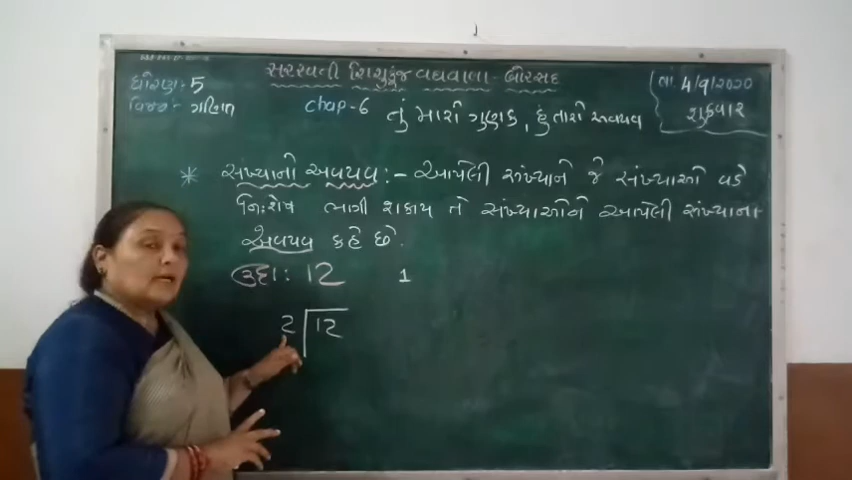 સરસ્વતી શિશુકુંજ વઘવાલા - બોરસદ
ધોરણ: 5
વિષય: ગણિત
તા. 4/9/2020
શુક્રવાર
chap-6 તું મારો ગુણક, હું તારો અવયવ
* સંખ્યાનો અવયવ:- આપેલી સંખ્યાને જે સંખ્યાઓ વડે
નિ:શેષ ભાગી શકાય તે સંખ્યાઓને આપેલી સંખ્યાના
અવયવ કહે છે.
ઉદા: 12 1
2 12